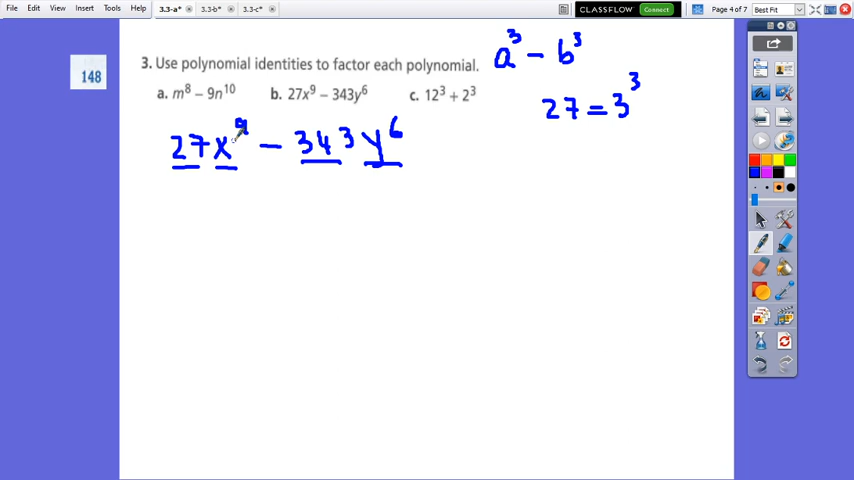 File Edit View Insert Tools Help 3.3-a* 3.3-b* 3.3-c* CLASSFLOW Connect Page 4 of 7 Best Fit
148
3. Use polynomial identities to factor each polynomial.
a. m⁸ − 9n¹⁰ b. 27x⁹ − 343y⁶ c. 12³ + 2³
a³ − b³
27 = 3³
27x⁹ − 343y⁶